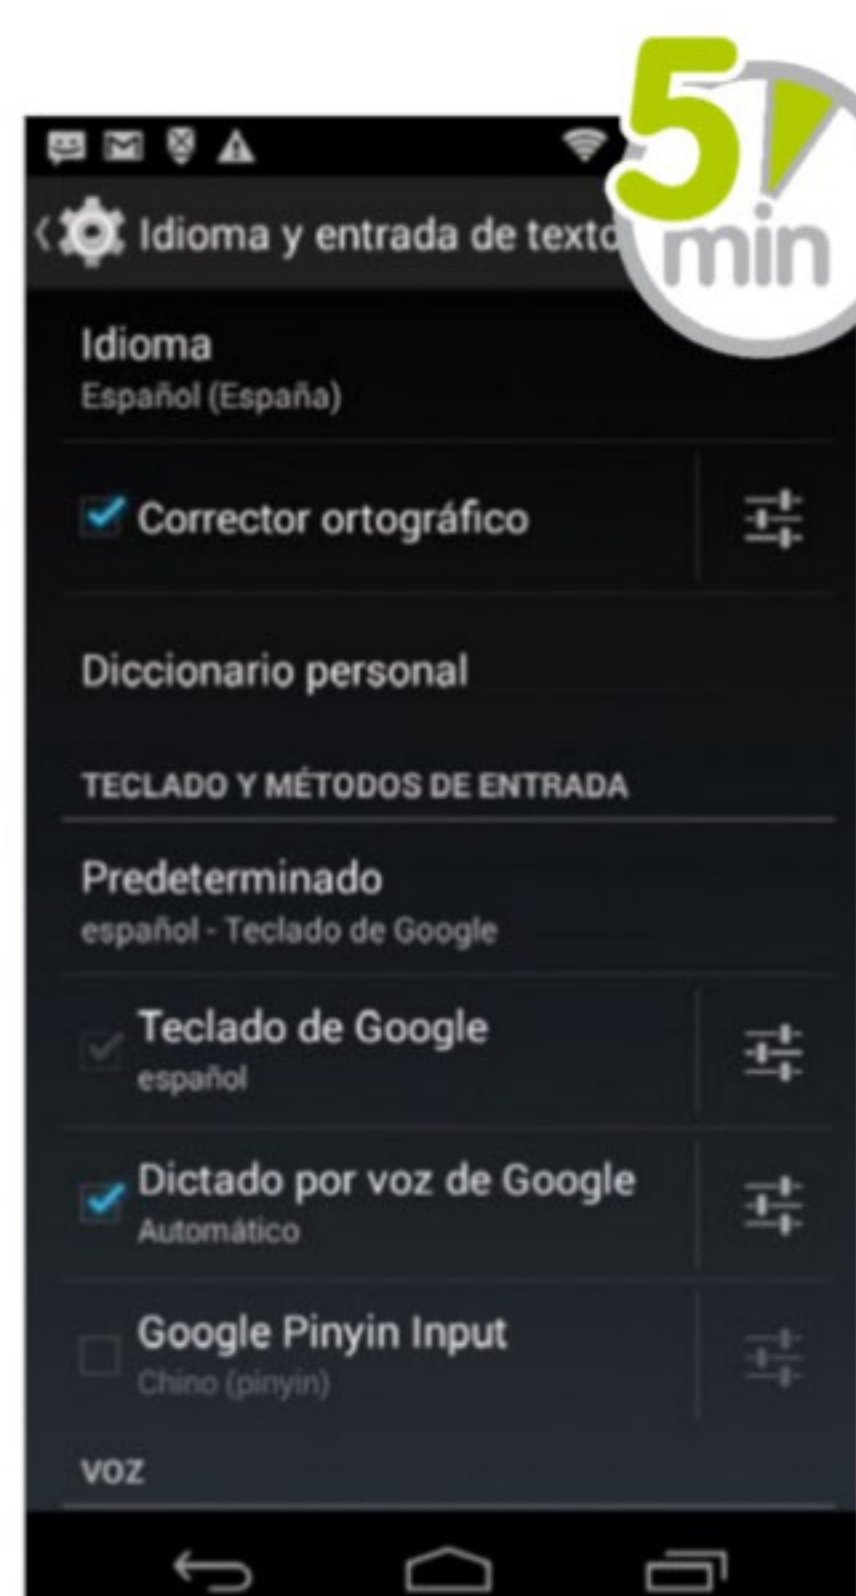 5
min
Idioma y entrada de texto
Idioma
Español (España)
Corrector ortográfico
Diccionario personal
TECLADO Y MÉTODOS DE ENTRADA
Predeterminado
español - Teclado de Google
Teclado de Google
español
Dictado por voz de Google
Automático
Google Pinyin Input
Chino (pinyin)
VOZ